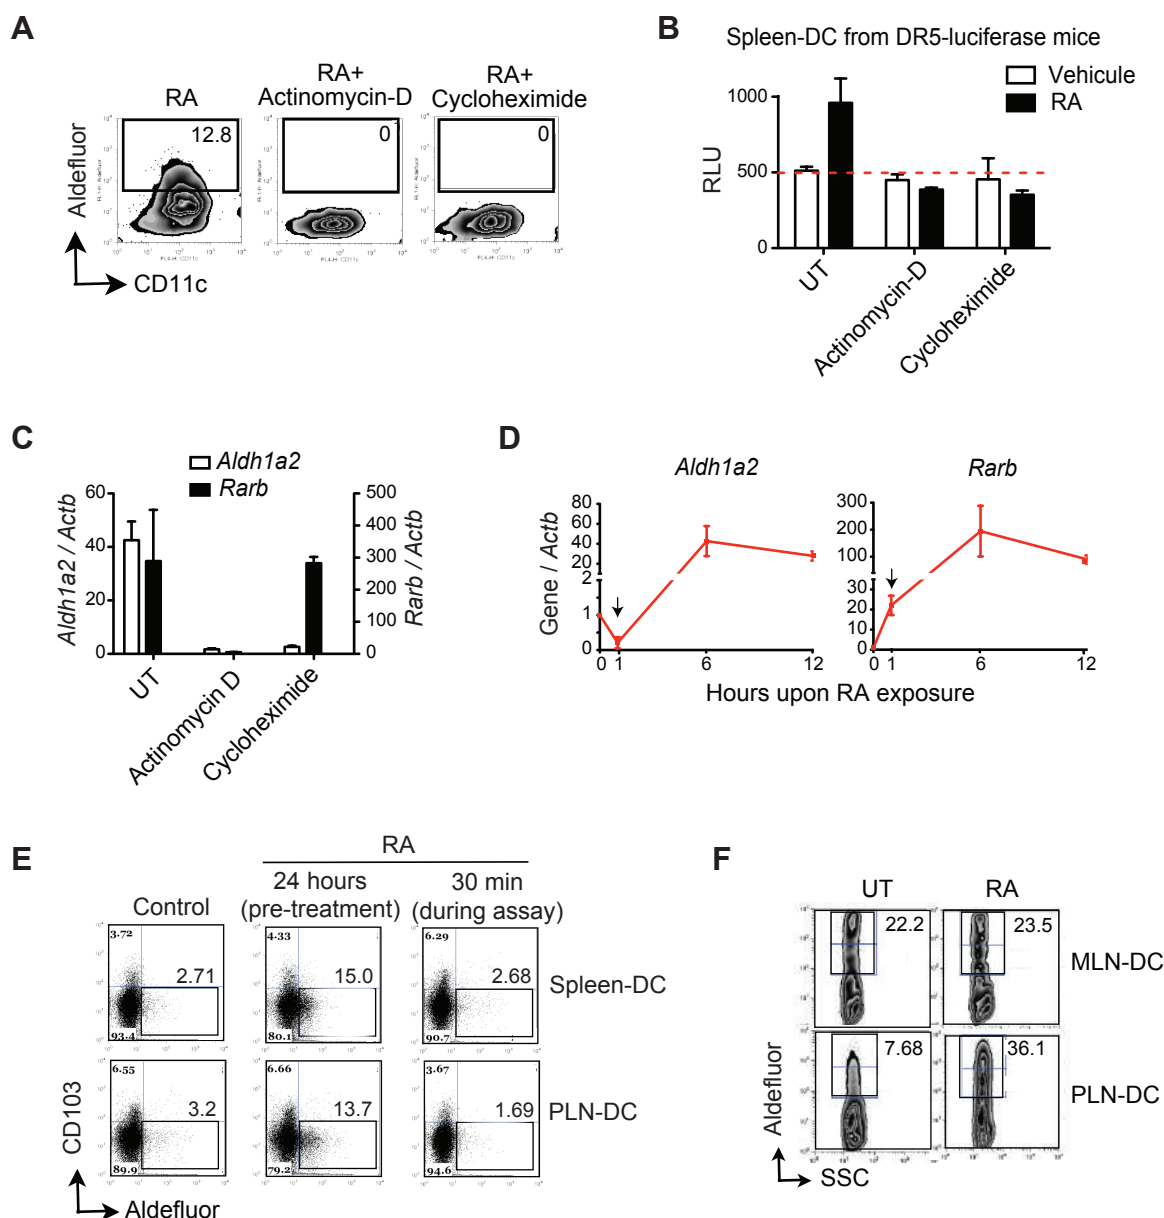 A
RA
RA+
Actinomycin-D
RA+
Cycloheximide
12.8
0
0
Aldefluor
CD11c
FL4-H: CD11c
B
Spleen-DC from DR5-luciferase mice
Vehicule
RA
RLU
1000
500
0
UT
Actinomycin-D
Cycloheximide
C
Aldh1a2
Rarb
Aldh1a2 / Actb
60
40
20
0
Rarb / Actb
500
400
300
200
100
0
UT
Actinomycin D
Cycloheximide
D
Aldh1a2
Rarb
Gene / Actb
80
60
40
20
2
1
0
0 1 6 12
300
200
100
30
20
10
0
0 1 6 12
Hours upon RA exposure
E
RA
Control
24 hours
(pre-treatment)
30 min
(during assay)
3.72
2.71
93.4
4.33
15.0
80.1
6.29
2.68
90.7
Spleen-DC
6.55
3.2
89.9
6.66
13.7
79.2
3.67
1.69
94.6
PLN-DC
CD103
Aldefluor
F
UT
RA
22.2
23.5
MLN-DC
7.68
36.1
PLN-DC
Aldefluor
SSC